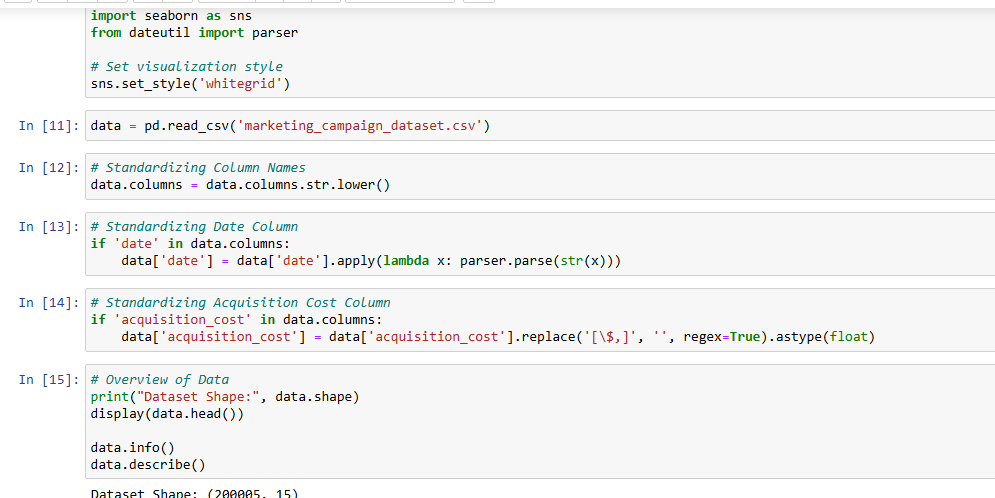 import seaborn as sns
from dateutil import parser
# Set visualization style
sns.set_style('whitegrid')
In [11]: data = pd.read_csv('marketing_campaign_dataset.csv')
In [12]: # Standardizing Column Names
data.columns = data.columns.str.lower()
In [13]: # Standardizing Date Column
if 'date' in data.columns:
    data['date'] = data['date'].apply(lambda x: parser.parse(str(x)))
In [14]: # Standardizing Acquisition Cost Column
if 'acquisition_cost' in data.columns:
    data['acquisition_cost'] = data['acquisition_cost'].replace('[\$,]', '', regex=True).astype(float)
In [15]: # Overview of Data
print("Dataset Shape:", data.shape)
display(data.head())
data.info()
data.describe()
Dataset Shape: (200005, 15)